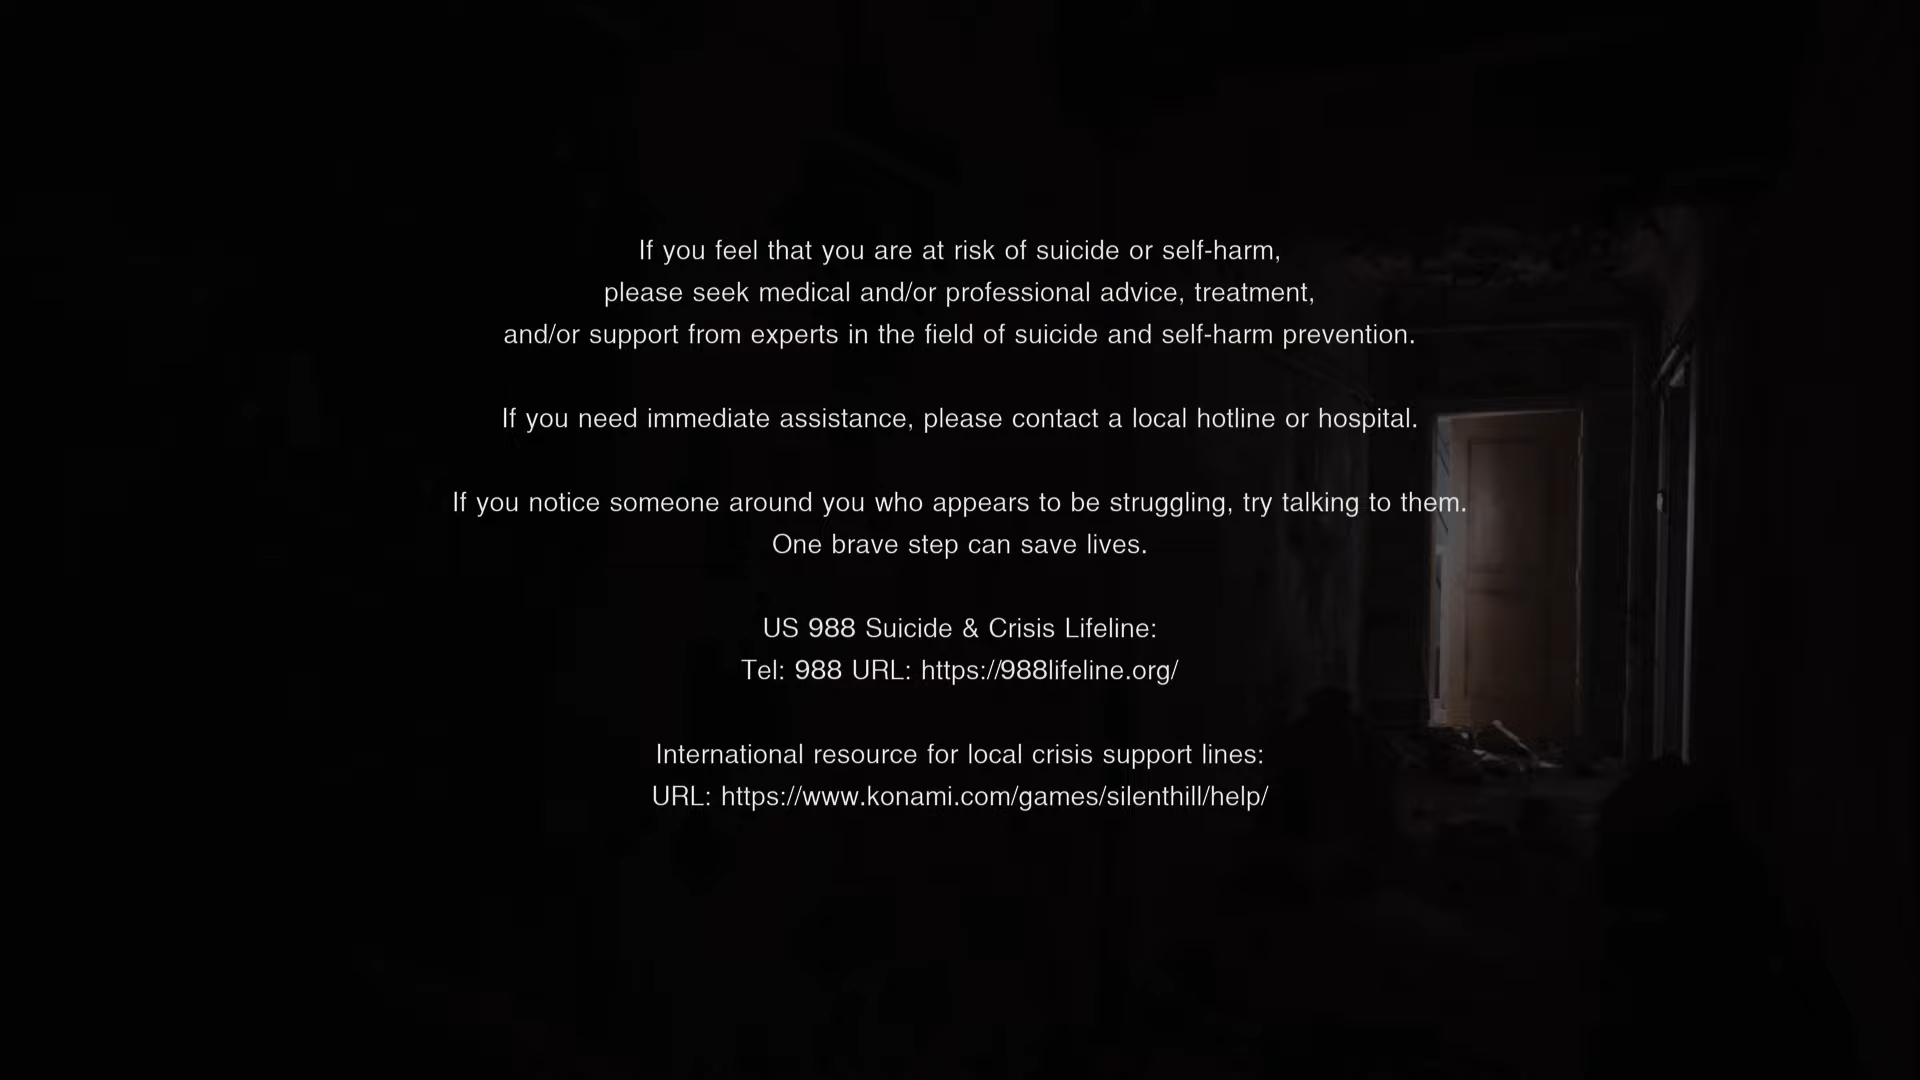 If you feel that you are at risk of suicide or self-harm,
please seek medical and/or professional advice, treatment,
and/or support from experts in the field of suicide and self-harm prevention.
If you need immediate assistance, please contact a local hotline or hospital.
If you notice someone around you who appears to be struggling, try talking to them.
One brave step can save lives.
US 988 Suicide & Crisis Lifeline:
Tel: 988 URL: https://988lifeline.org/
International resource for local crisis support lines:
URL: https://www.konami.com/games/silenthill/help/